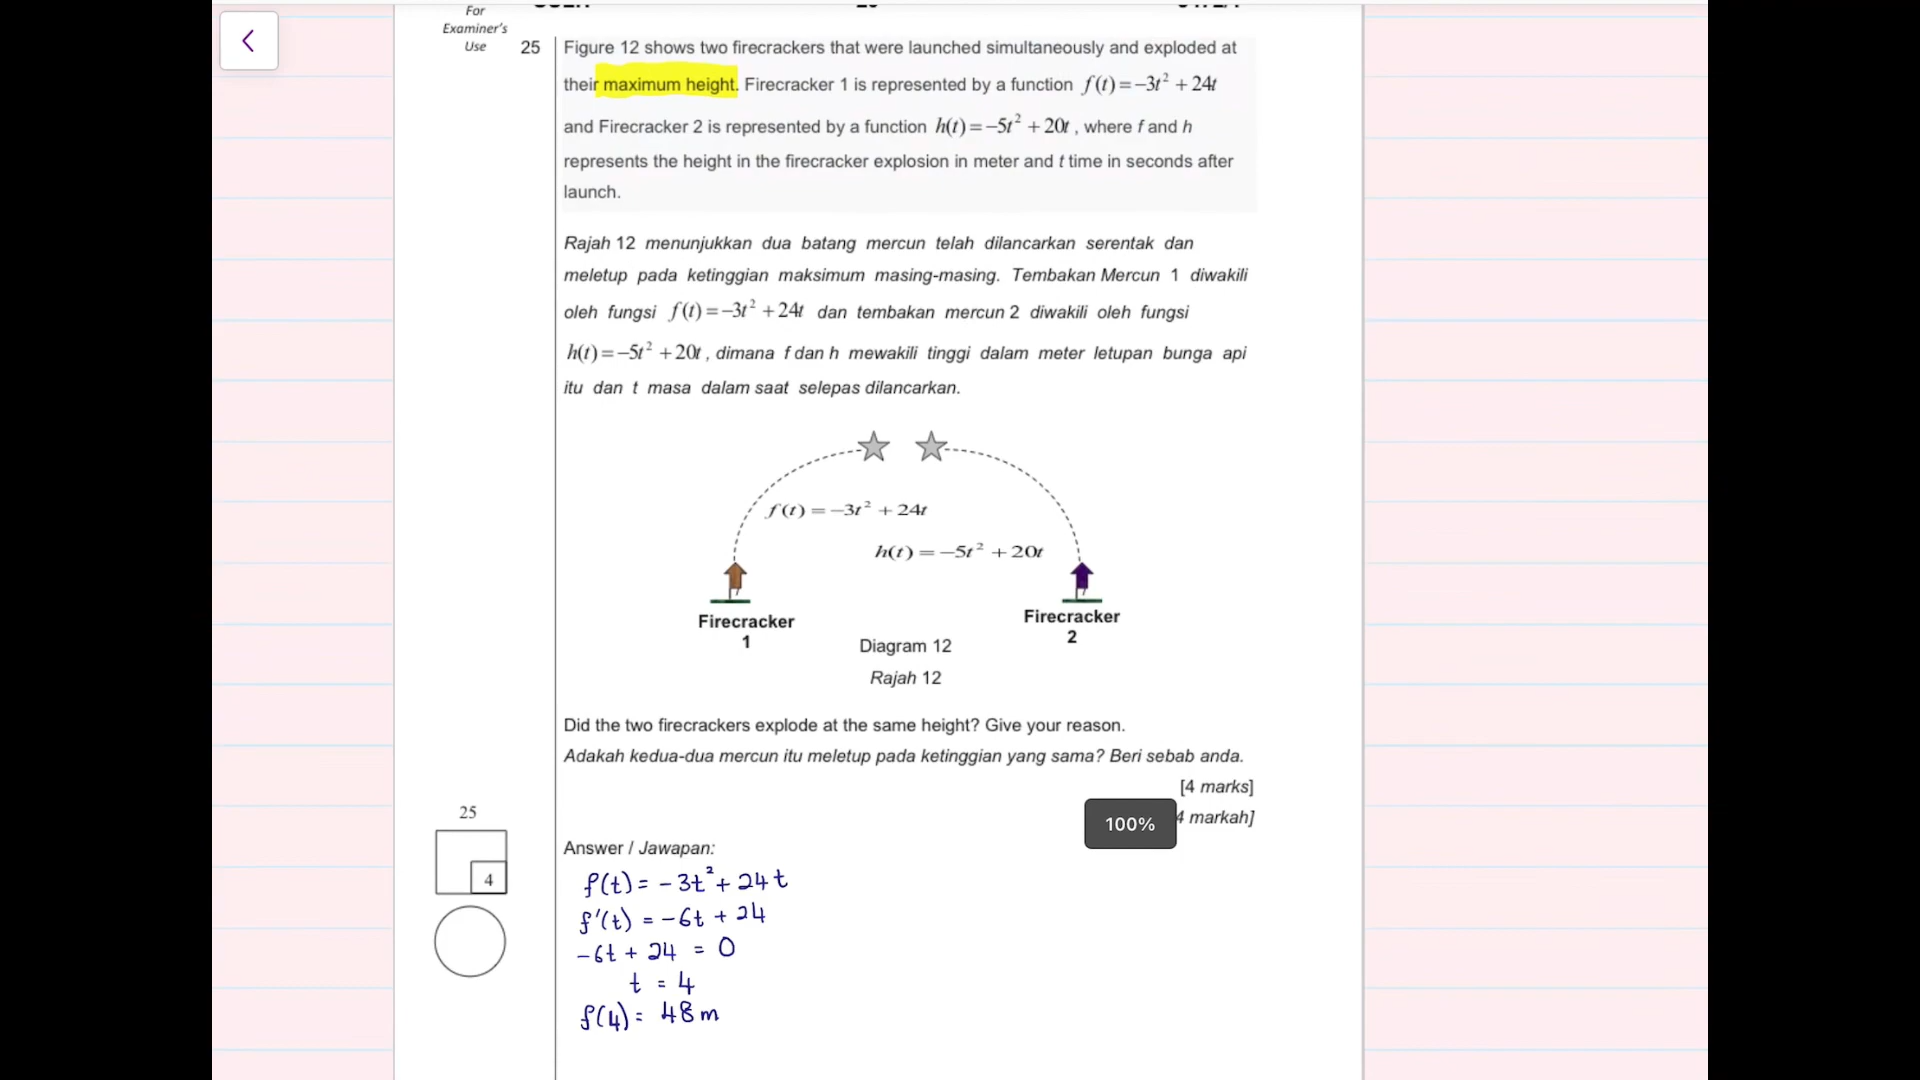 For
Examiner's
Use
25
Figure 12 shows two firecrackers that were launched simultaneously and exploded at
their maximum height. Firecracker 1 is represented by a function f(t)=−3t² + 24t
and Firecracker 2 is represented by a function h(t)=−5t² + 20t, where f and h
represents the height in the firecracker explosion in meter and t time in seconds after
launch.
Rajah 12 menunjukkan dua batang mercun telah dilancarkan serentak dan
meletup pada ketinggian maksimum masing-masing. Tembakan Mercun 1 diwakili
oleh fungsi f(t)=−3t² + 24t dan tembakan mercun 2 diwakili oleh fungsi
h(t)=−5t² + 20t, dimana f dan h mewakili tinggi dalam meter letupan bunga api
itu dan t masa dalam saat selepas dilancarkan.
f(t) = −3t² + 24t
h(t) = −5t² + 20t
Firecracker
1
Firecracker
2
Diagram 12
Rajah 12
Did the two firecrackers explode at the same height? Give your reason.
Adakah kedua-dua mercun itu meletup pada ketinggian yang sama? Beri sebab anda.
[4 marks]
4 markah]
100%
25
4
Answer / Jawapan:
f(t) = −3t² + 24t
f'(t) = −6t + 24
−6t + 24 = 0
t = 4
f(4) = 48m